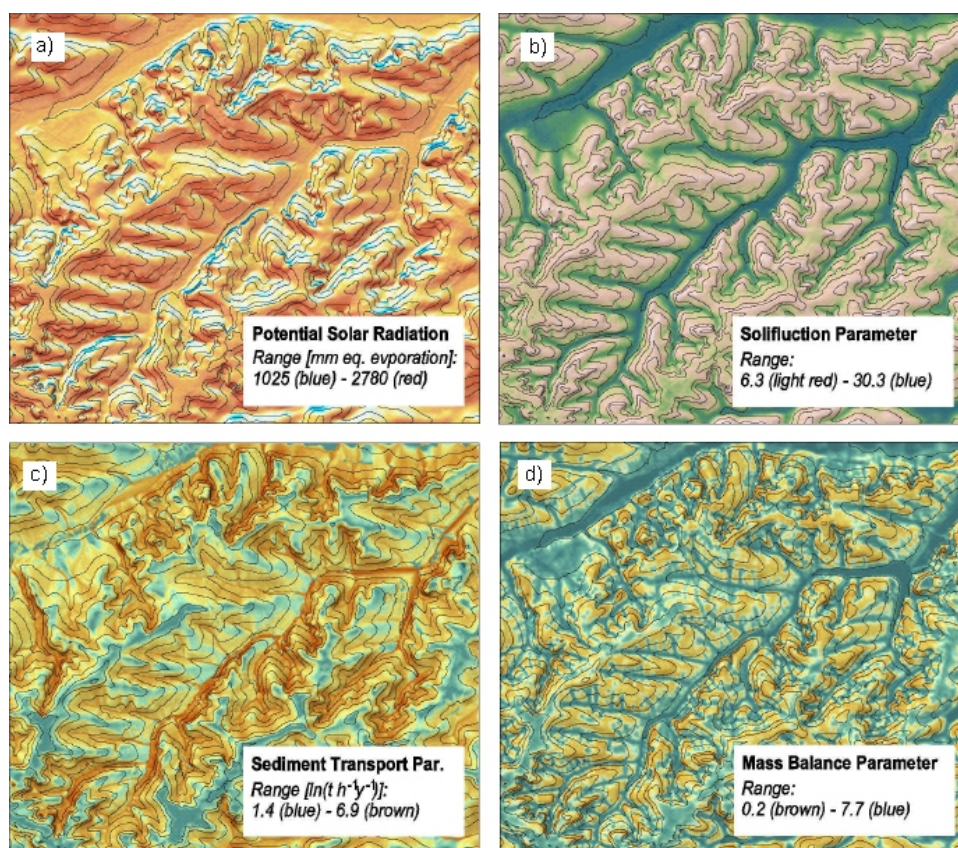 a)
Potential Solar Radiation
Range [mm eq. evporation]:
1025 (blue) - 2780 (red)
b)
Solifluction Parameter
Range:
6.3 (light red) - 30.3 (blue)
c)
Sediment Transport Par.
Range [ln(t h⁻¹y⁻¹)]:
1.4 (blue) - 6.9 (brown)
d)
Mass Balance Parameter
Range:
0.2 (brown) - 7.7 (blue)